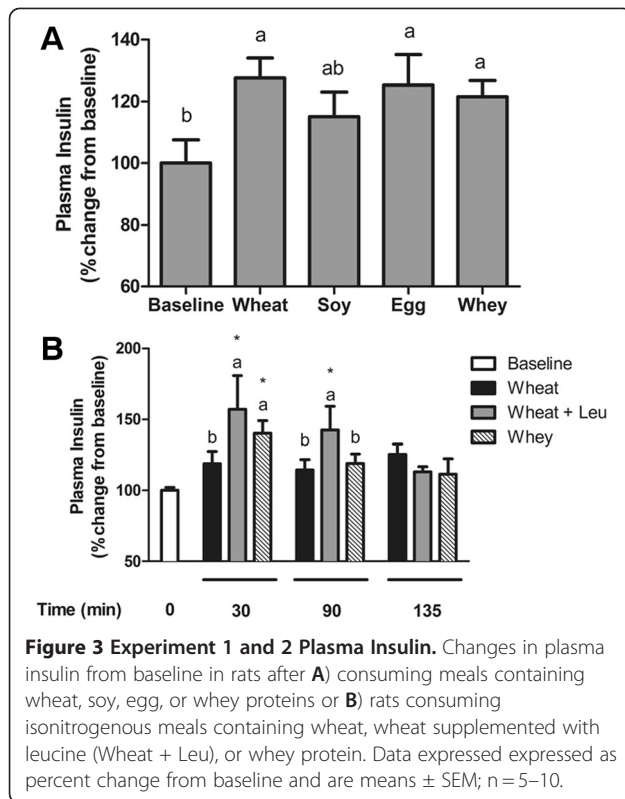 A
Plasma Insulin
(% change from baseline)
140
120
100
80
60
b
a
ab
a
a
Baseline Wheat Soy Egg Whey
B
Plasma Insulin
(% change from baseline)
200
150
100
50
* * *
b a a b a b
Baseline
Wheat
Wheat + Leu
Whey
Time (min) 0 30 90 135
Figure 3 Experiment 1 and 2 Plasma Insulin. Changes in plasma
insulin from baseline in rats after A) consuming meals containing
wheat, soy, egg, or whey proteins or B) rats consuming
isonitrogenous meals containing wheat, wheat supplemented with
leucine (Wheat + Leu), or whey protein. Data expressed expressed as
percent change from baseline and are means ± SEM; n = 5–10.